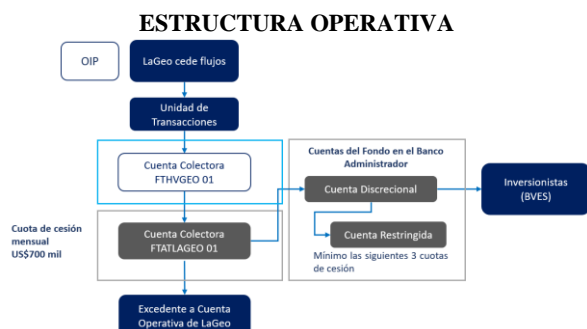 ESTRUCTURA OPERATIVA
OIP
LaGeo cede flujos
Unidad de
Transacciones
Cuenta Colectora
FTHVGEO 01
Cuentas del Fondo en el Banco
Administrador
Cuenta Discrecional
Inversionistas
(BVES)
Cuota de cesión
mensual
US$700 mil
Cuenta Colectora
FTATLAGEO 01
Cuenta Restringida
Mínimo las siguientes 3 cuotas
de cesión
Excedente a Cuenta
Operativa de LaGeo